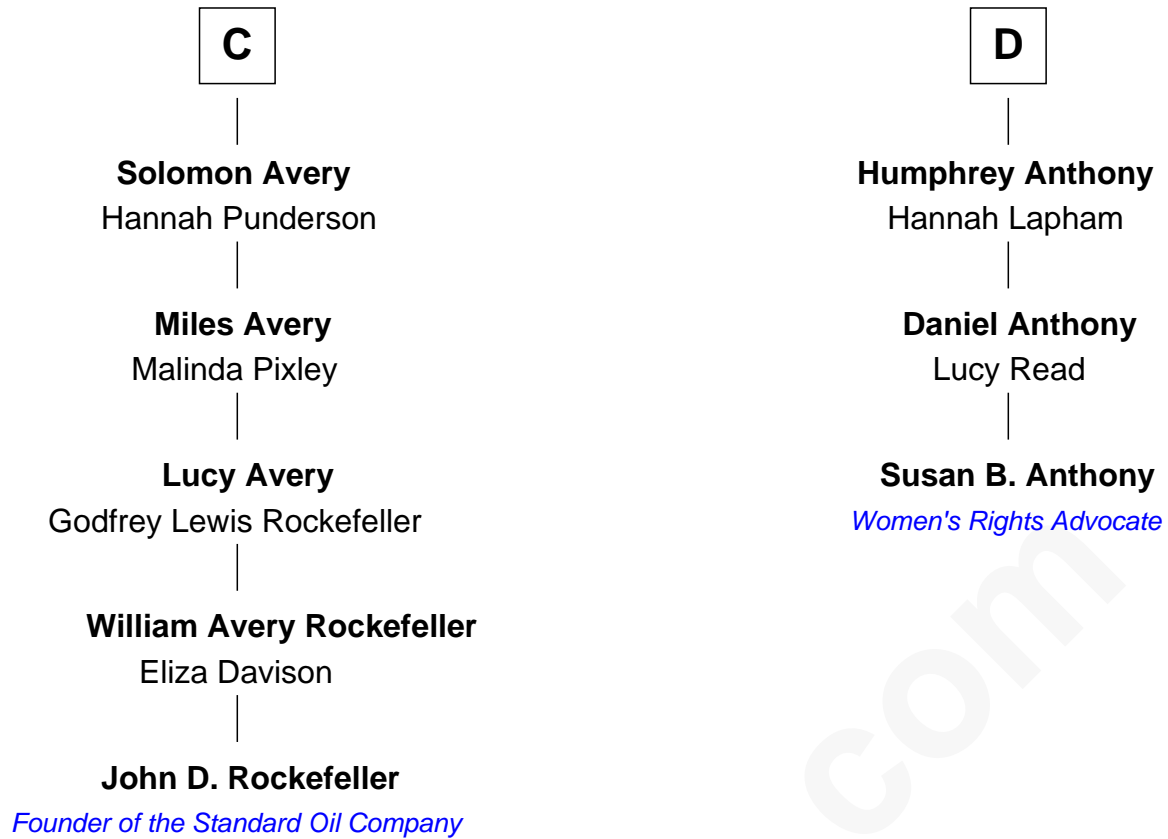 C
Solomon Avery
Hannah Punderson
Miles Avery
Malinda Pixley
Lucy Avery
Godfrey Lewis Rockefeller
William Avery Rockefeller
Eliza Davison
John D. Rockefeller
Founder of the Standard Oil Company
D
Humphrey Anthony
Hannah Lapham
Daniel Anthony
Lucy Read
Susan B. Anthony
Women's Rights Advocate
com